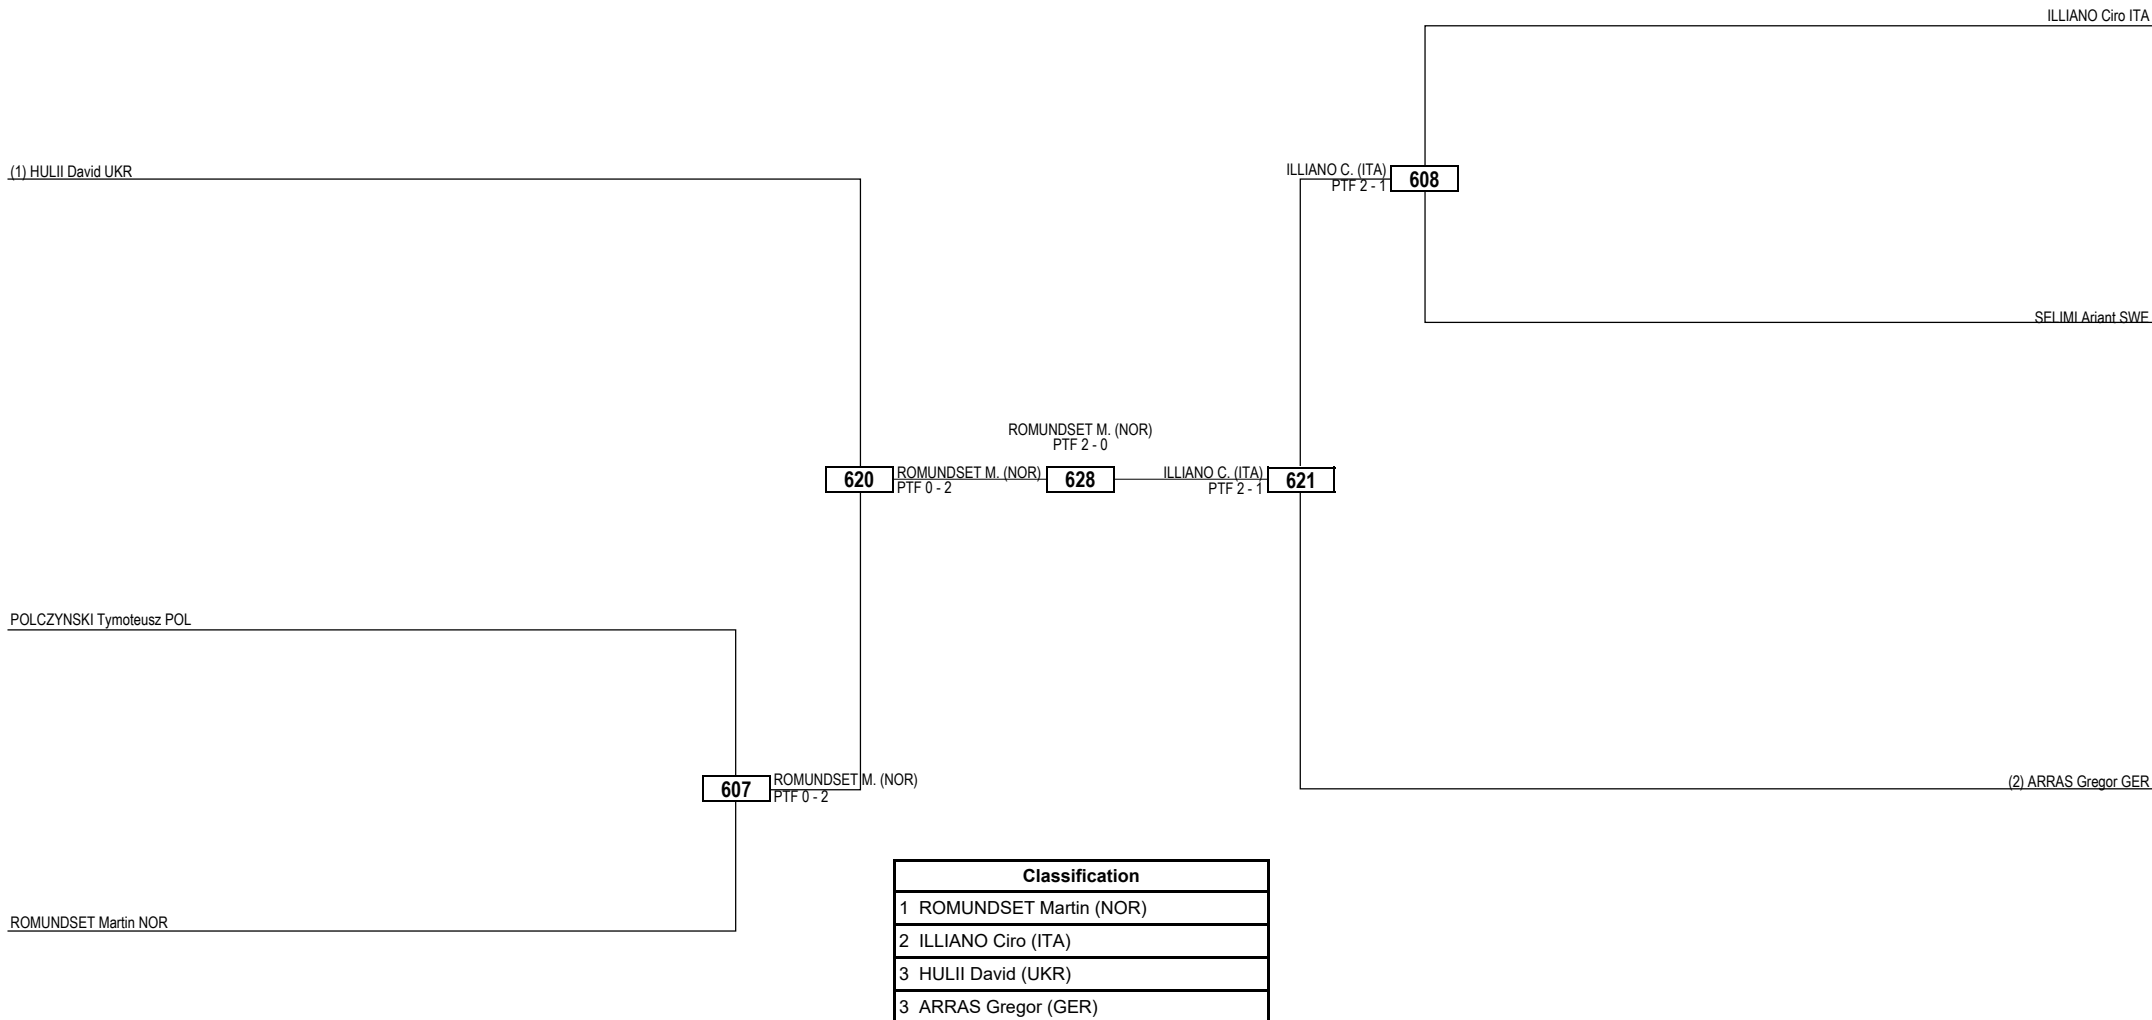 ILLIANO Ciro ITA
(1) HULII David UKR
ILLIANO C. (ITA)
PTF 2 - 1
608
SELIMI Ariant SWE
ROMUNDSET M. (NOR)
PTF 2 - 0
620
ROMUNDSET M. (NOR)
PTF 0 - 2
628
ILLIANO C. (ITA)
PTF 2 - 1
621
POLCZYNSKI Tymoteusz POL
607
ROMUNDSET M. (NOR)
PTF 0 - 2
(2) ARRAS Gregor GER
ROMUNDSET Martin NOR
Classification
1 ROMUNDSET Martin (NOR)
2 ILLIANO Ciro (ITA)
3 HULII David (UKR)
3 ARRAS Gregor (GER)